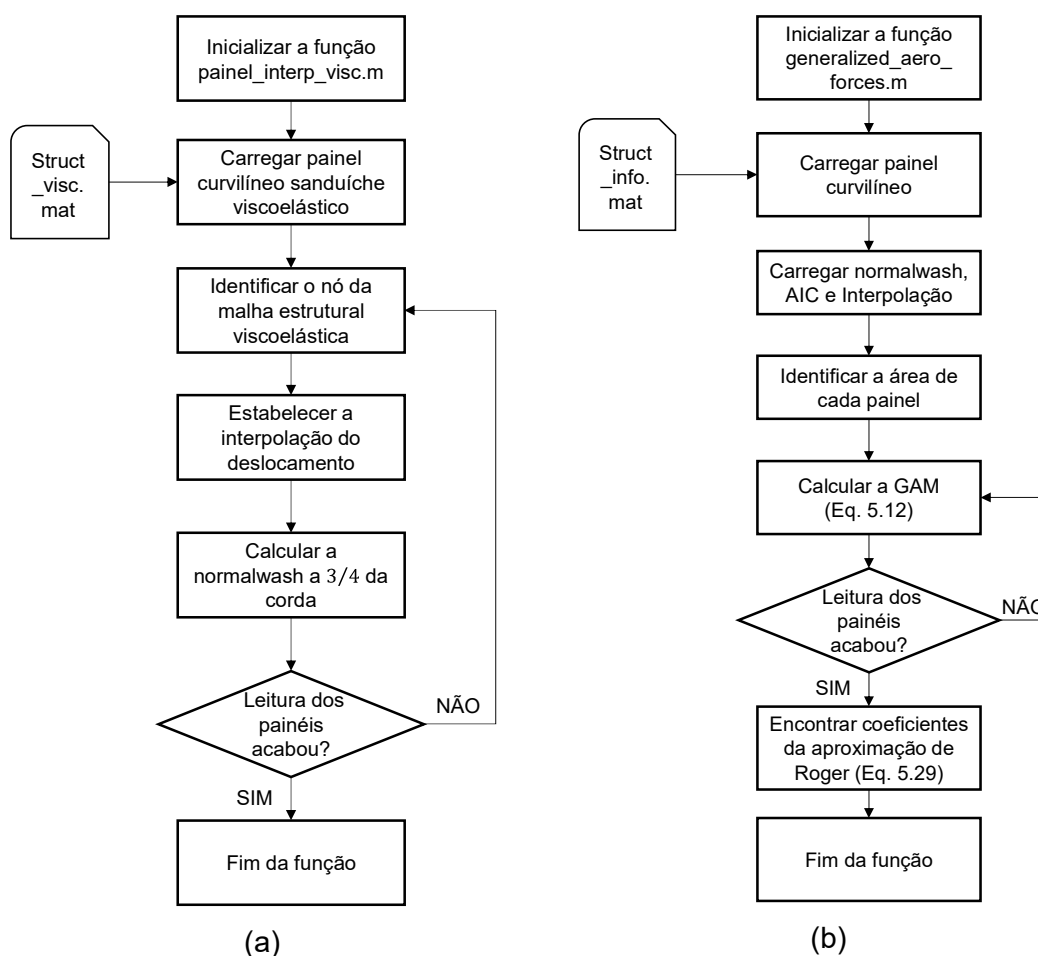 Inicializar a função
painel_interp_visc.m
Struct
_visc.
mat
Carregar painel
curvilíneo sanduíche
viscoelástico
Identificar o nó da
malha estrutural
viscoelástica
Estabelecer a
interpolação do
deslocamento
Calcular a
normalwash a 3/4 da
corda
Leitura dos
painéis
acabou?
NÃO
SIM
Fim da função
(a)
Inicializar a função
generalized_aero_
forces.m
Struct
_info.
mat
Carregar painel
curvilíneo
Carregar normalwash,
AIC e Interpolação
Identificar a área de
cada painel
Calcular a GAM
(Eq. 5.12)
Leitura dos
painéis
acabou?
NÃO
SIM
Encontrar coeficientes
da aproximação de
Roger (Eq. 5.29)
Fim da função
(b)